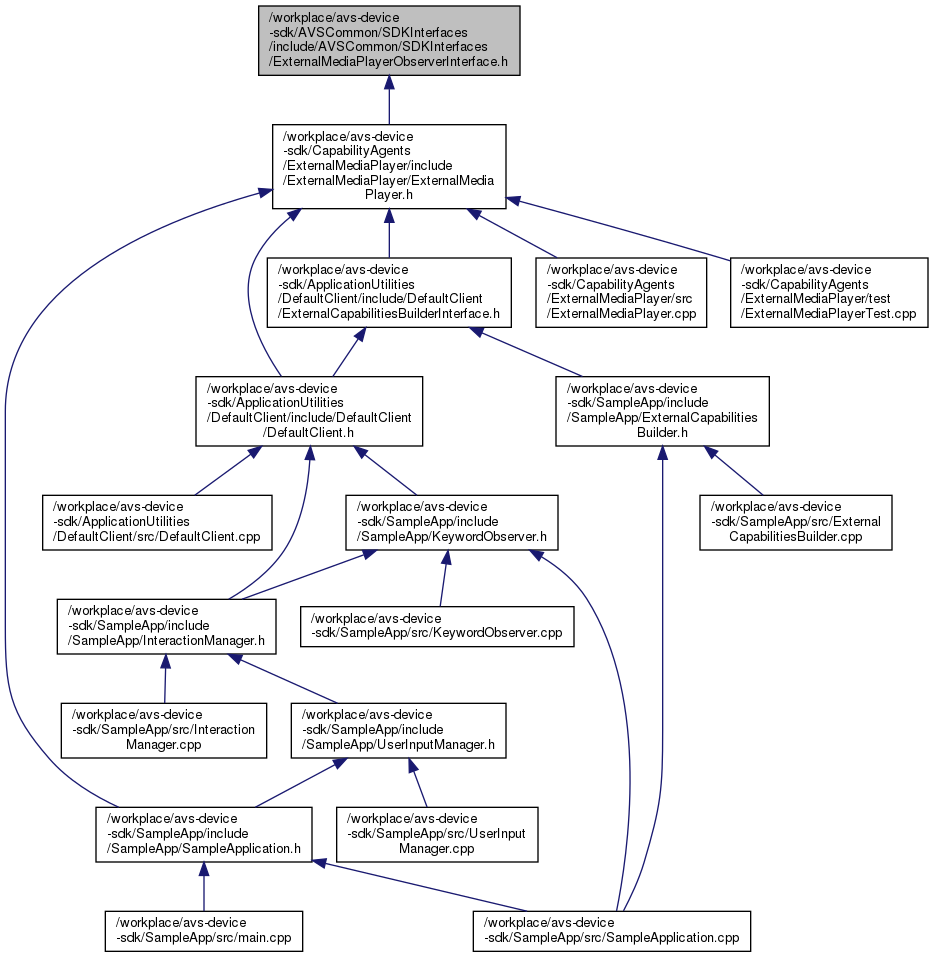 /workplace/avs-device
-sdk/AVSCommon/SDKInterfaces
/include/AVSCommon/SDKInterfaces
/ExternalMediaPlayerObserverInterface.h
/workplace/avs-device
-sdk/CapabilityAgents
/ExternalMediaPlayer/include
/ExternalMediaPlayer/ExternalMedia
Player.h
/workplace/avs-device
-sdk/ApplicationUtilities
/DefaultClient/include/DefaultClient
/ExternalCapabilitiesBuilderInterface.h
/workplace/avs-device
-sdk/CapabilityAgents
/ExternalMediaPlayer/src
/ExternalMediaPlayer.cpp
/workplace/avs-device
-sdk/CapabilityAgents
/ExternalMediaPlayer/test
/ExternalMediaPlayerTest.cpp
/workplace/avs-device
-sdk/ApplicationUtilities
/DefaultClient/include/DefaultClient
/DefaultClient.h
/workplace/avs-device
-sdk/SampleApp/include
/SampleApp/ExternalCapabilities
Builder.h
/workplace/avs-device
-sdk/ApplicationUtilities
/DefaultClient/src/DefaultClient.cpp
/workplace/avs-device
-sdk/SampleApp/include
/SampleApp/KeywordObserver.h
/workplace/avs-device
-sdk/SampleApp/src/External
CapabilitiesBuilder.cpp
/workplace/avs-device
-sdk/SampleApp/include
/SampleApp/InteractionManager.h
/workplace/avs-device
-sdk/SampleApp/src/KeywordObserver.cpp
/workplace/avs-device
-sdk/SampleApp/src/Interaction
Manager.cpp
/workplace/avs-device
-sdk/SampleApp/include
/SampleApp/UserInputManager.h
/workplace/avs-device
-sdk/SampleApp/include
/SampleApp/SampleApplication.h
/workplace/avs-device
-sdk/SampleApp/src/UserInput
Manager.cpp
/workplace/avs-device
-sdk/SampleApp/src/main.cpp
/workplace/avs-device
-sdk/SampleApp/src/SampleApplication.cpp